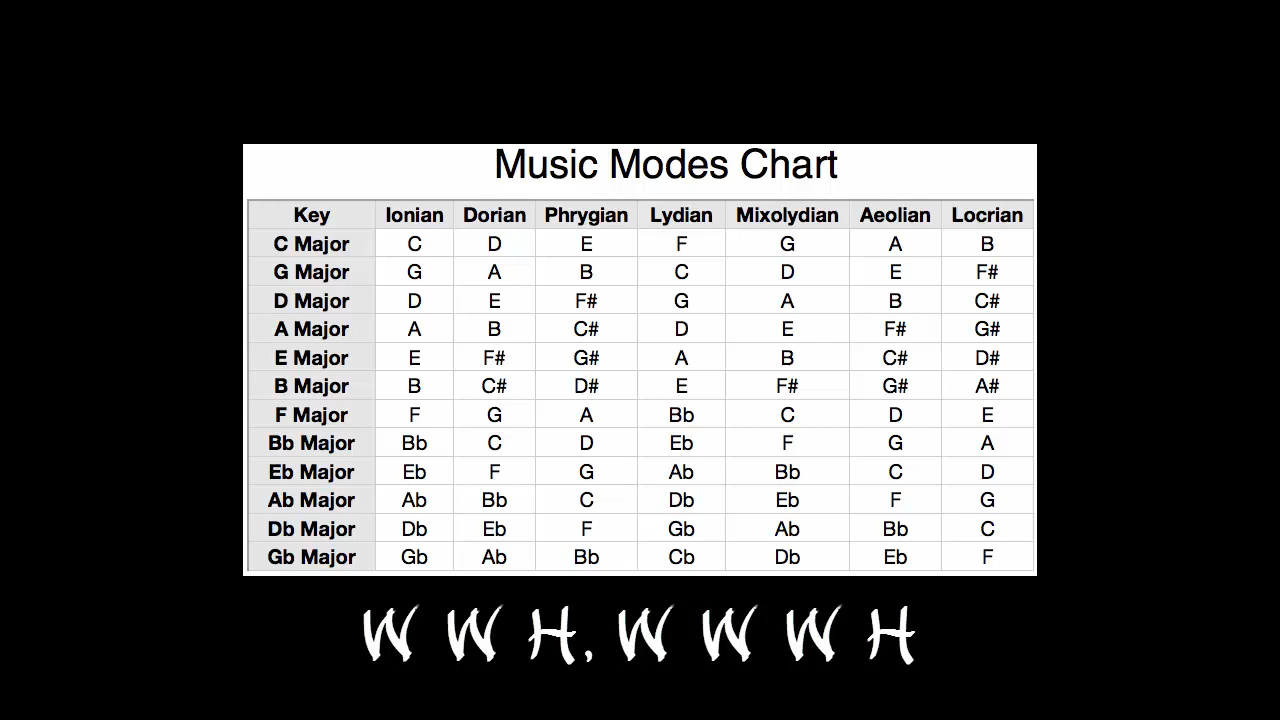 Music Modes Chart
Key Ionian Dorian Phrygian Lydian Mixolydian Aeolian Locrian
C Major C D E F G A B
G Major G A B C D E F#
D Major D E F# G A B C#
A Major A B C# D E F# G#
E Major E F# G# A B C# D#
B Major B C# D# E F# G# A#
F Major F G A Bb C D E
Bb Major Bb C D Eb F G A
Eb Major Eb F G Ab Bb C D
Ab Major Ab Bb C Db Eb F G
Db Major Db Eb F Gb Ab Bb C
Gb Major Gb Ab Bb Cb Db Eb F
W W H, W W W H